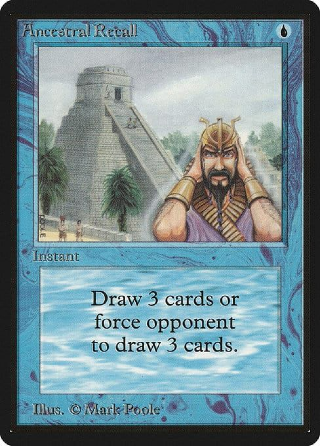 Ancestral Recall
Instant
Draw 3 cards or
force opponent
to draw 3 cards.
Illus. © Mark Poole